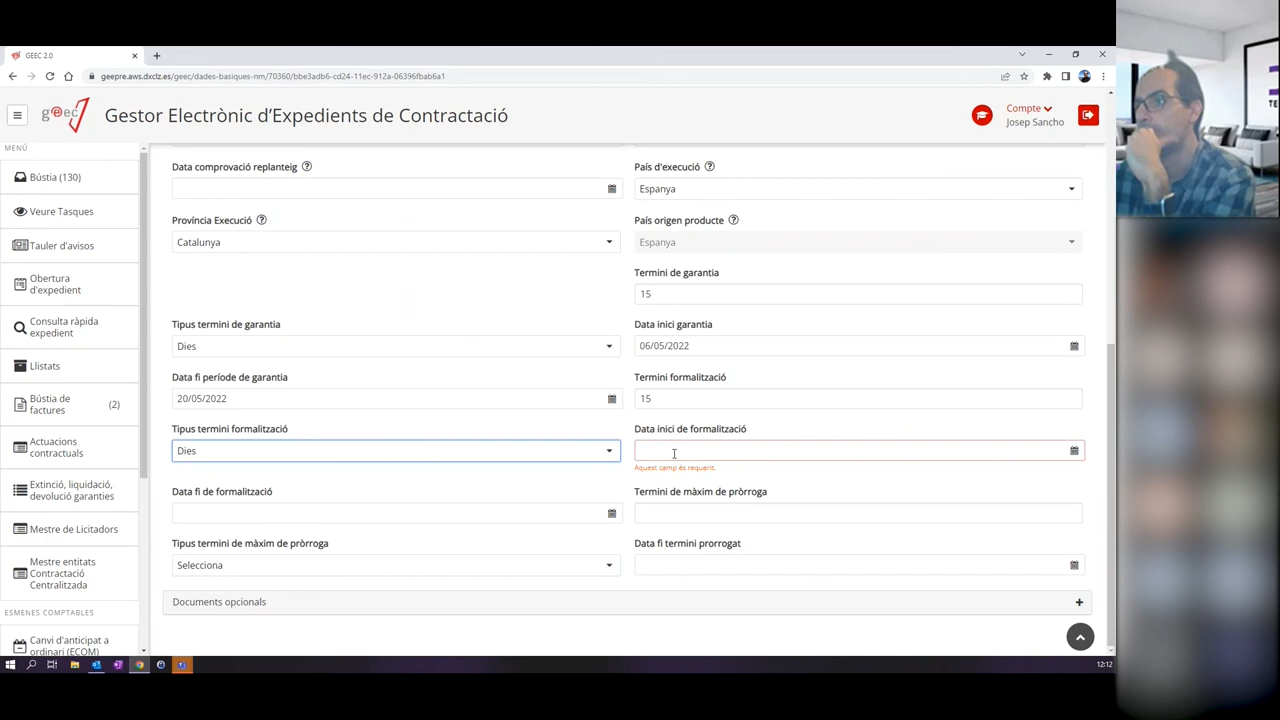 GEEC 2.0
geepre.aws.dxclz.es/geec/dades-basiques-nm/70360/bbe3adb6-cd24-11ec-912a-06396fbab6a1
geec
Gestor Electrònic d'Expedients de Contractació
Compte
Josep Sancho
TE
MENÚ
Bústia (130)
Veure Tasques
Tauler d'avisos
Obertura
d'expedient
Consulta ràpida
expedient
Llistats
Bústia de
factures (2)
Actuacions
contractuals
Extinció, liquidació,
devolució garanties
Mestre de Licitadors
Mestre entitats
Contractació
Centralitzada
ESMENES COMPTABLES
Canvi d'anticipat a
ordinari (ECOM)
Data comprovació replanteig ?
País d'execució ?
Espanya
Província Execució ?
País origen producte ?
Catalunya
Espanya
Termini de garantia
15
Tipus termini de garantia
Data inici garantia
Dies
06/05/2022
Data fi període de garantia
Termini formalització
20/05/2022
15
Tipus termini formalització
Data inici de formalització
Dies
Aquest camp és requerit.
Data fi de formalització
Termini de màxim de pròrroga
Tipus termini de màxim de pròrroga
Data fi termini prorrogat
Selecciona
Documents opcionals +
12:12